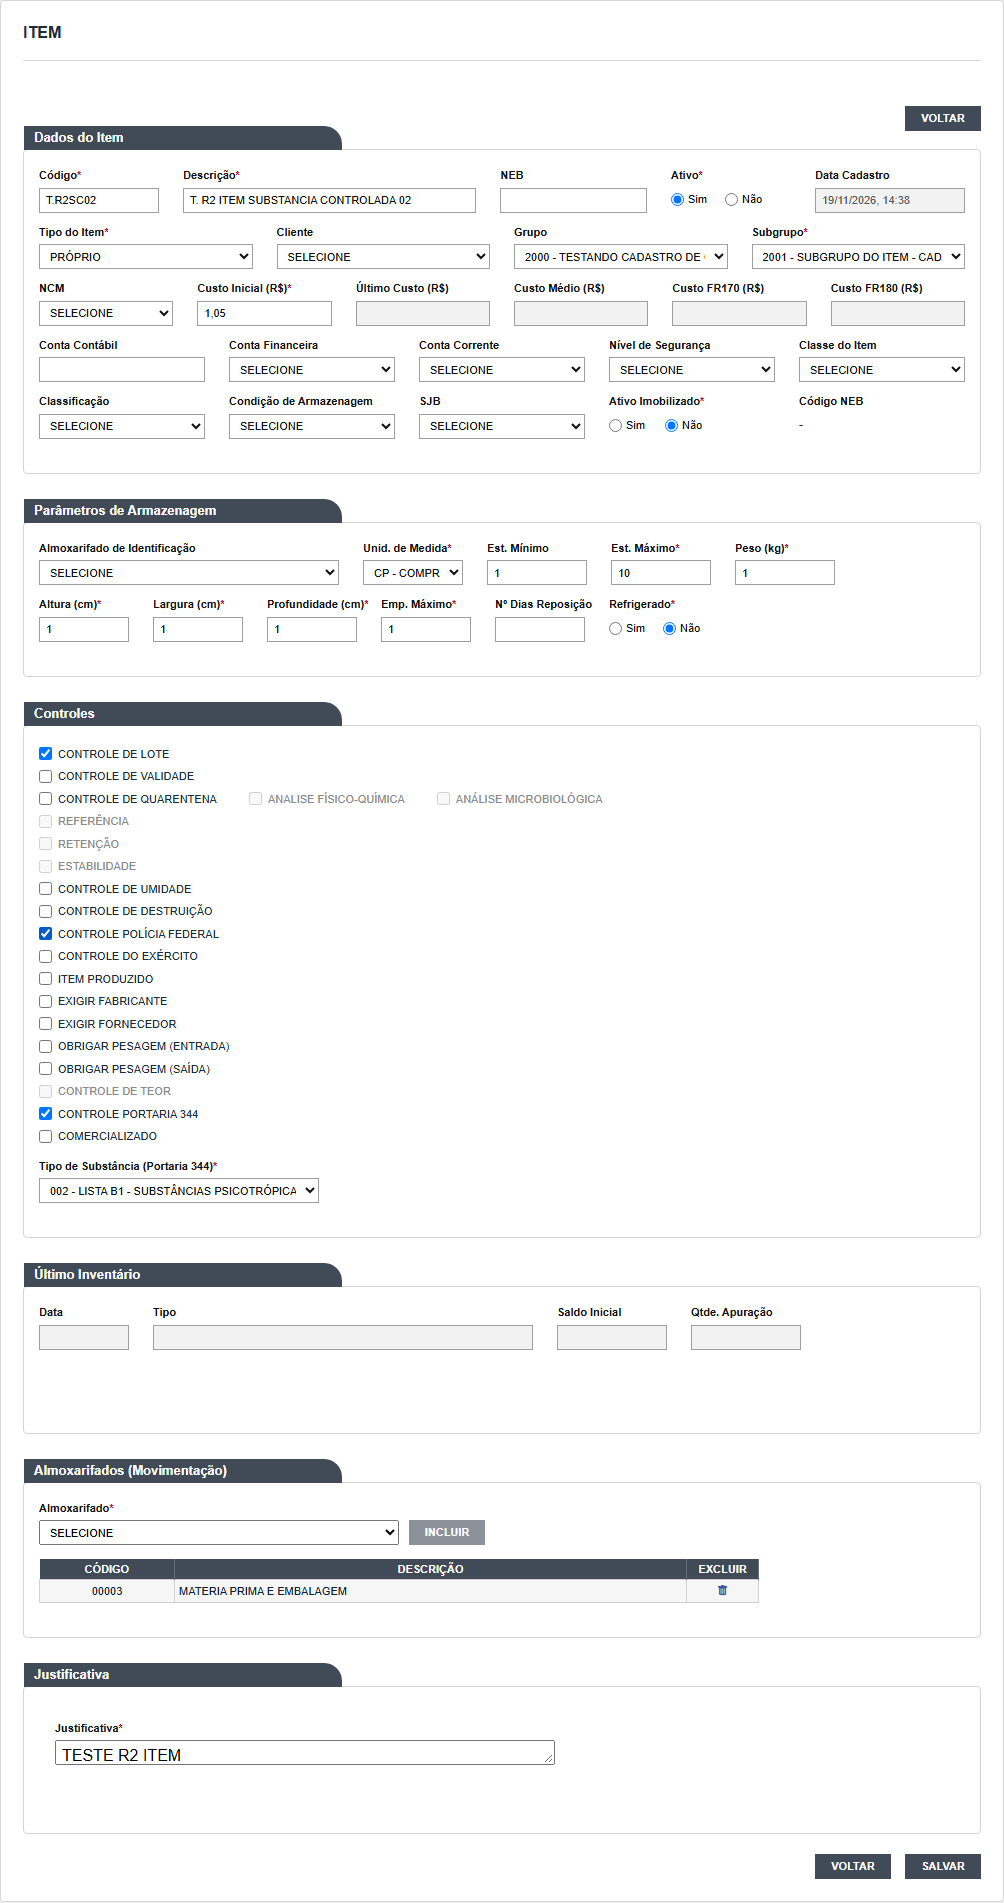 ITEM
VOLTAR
Dados do Item
Código* Descrição* NEB Ativo* Data Cadastro
T.R2SC02 T. R2 ITEM SUBSTANCIA CONTROLADA 02 Sim Não 19/11/2026, 14:38
Tipo do Item* Cliente Grupo Subgrupo*
PRÓPRIO SELECIONE 2000 - TESTANDO CADASTRO DE 2001 - SUBGRUPO DO ITEM - CAD
NCM Custo Inicial (R$)* Último Custo (R$) Custo Médio (R$) Custo FR170 (R$) Custo FR180 (R$)
SELECIONE 1,05
Conta Contábil Conta Financeira Conta Corrente Nível de Segurança Classe do Item
SELECIONE SELECIONE SELECIONE SELECIONE
Classificação Condição de Armazenagem SJB Ativo Imobilizado* Código NEB
SELECIONE SELECIONE SELECIONE Sim Não -
Parâmetros de Armazenagem
Almoxarifado de Identificação Unid. de Medida* Est. Mínimo Est. Máximo* Peso (kg)*
SELECIONE CP - COMPR 1 10 1
Altura (cm)* Largura (cm)* Profundidade (cm)* Emp. Máximo* Nº Dias Reposição Refrigerado*
1 1 1 1 Sim Não
Controles
CONTROLE DE LOTE
CONTROLE DE VALIDADE
CONTROLE DE QUARENTENA ANALISE FÍSICO-QUÍMICA ANÁLISE MICROBIOLÓGICA
REFERÊNCIA
RETENÇÃO
ESTABILIDADE
CONTROLE DE UMIDADE
CONTROLE DE DESTRUIÇÃO
CONTROLE POLÍCIA FEDERAL
CONTROLE DO EXÉRCITO
ITEM PRODUZIDO
EXIGIR FABRICANTE
EXIGIR FORNECEDOR
OBRIGAR PESAGEM (ENTRADA)
OBRIGAR PESAGEM (SAÍDA)
CONTROLE DE TEOR
CONTROLE PORTARIA 344
COMERCIALIZADO
Tipo de Substância (Portaria 344)*
002 - LISTA B1 - SUBSTÂNCIAS PSICOTRÓPICA
Último Inventário
Data Tipo Saldo Inicial Qtde. Apuração
Almoxarifados (Movimentação)
Almoxarifado*
SELECIONE INCLUIR
CÓDIGO DESCRIÇÃO EXCLUIR
00003 MATERIA PRIMA E EMBALAGEM
Justificativa
Justificativa*
TESTE R2 ITEM
VOLTAR SALVAR